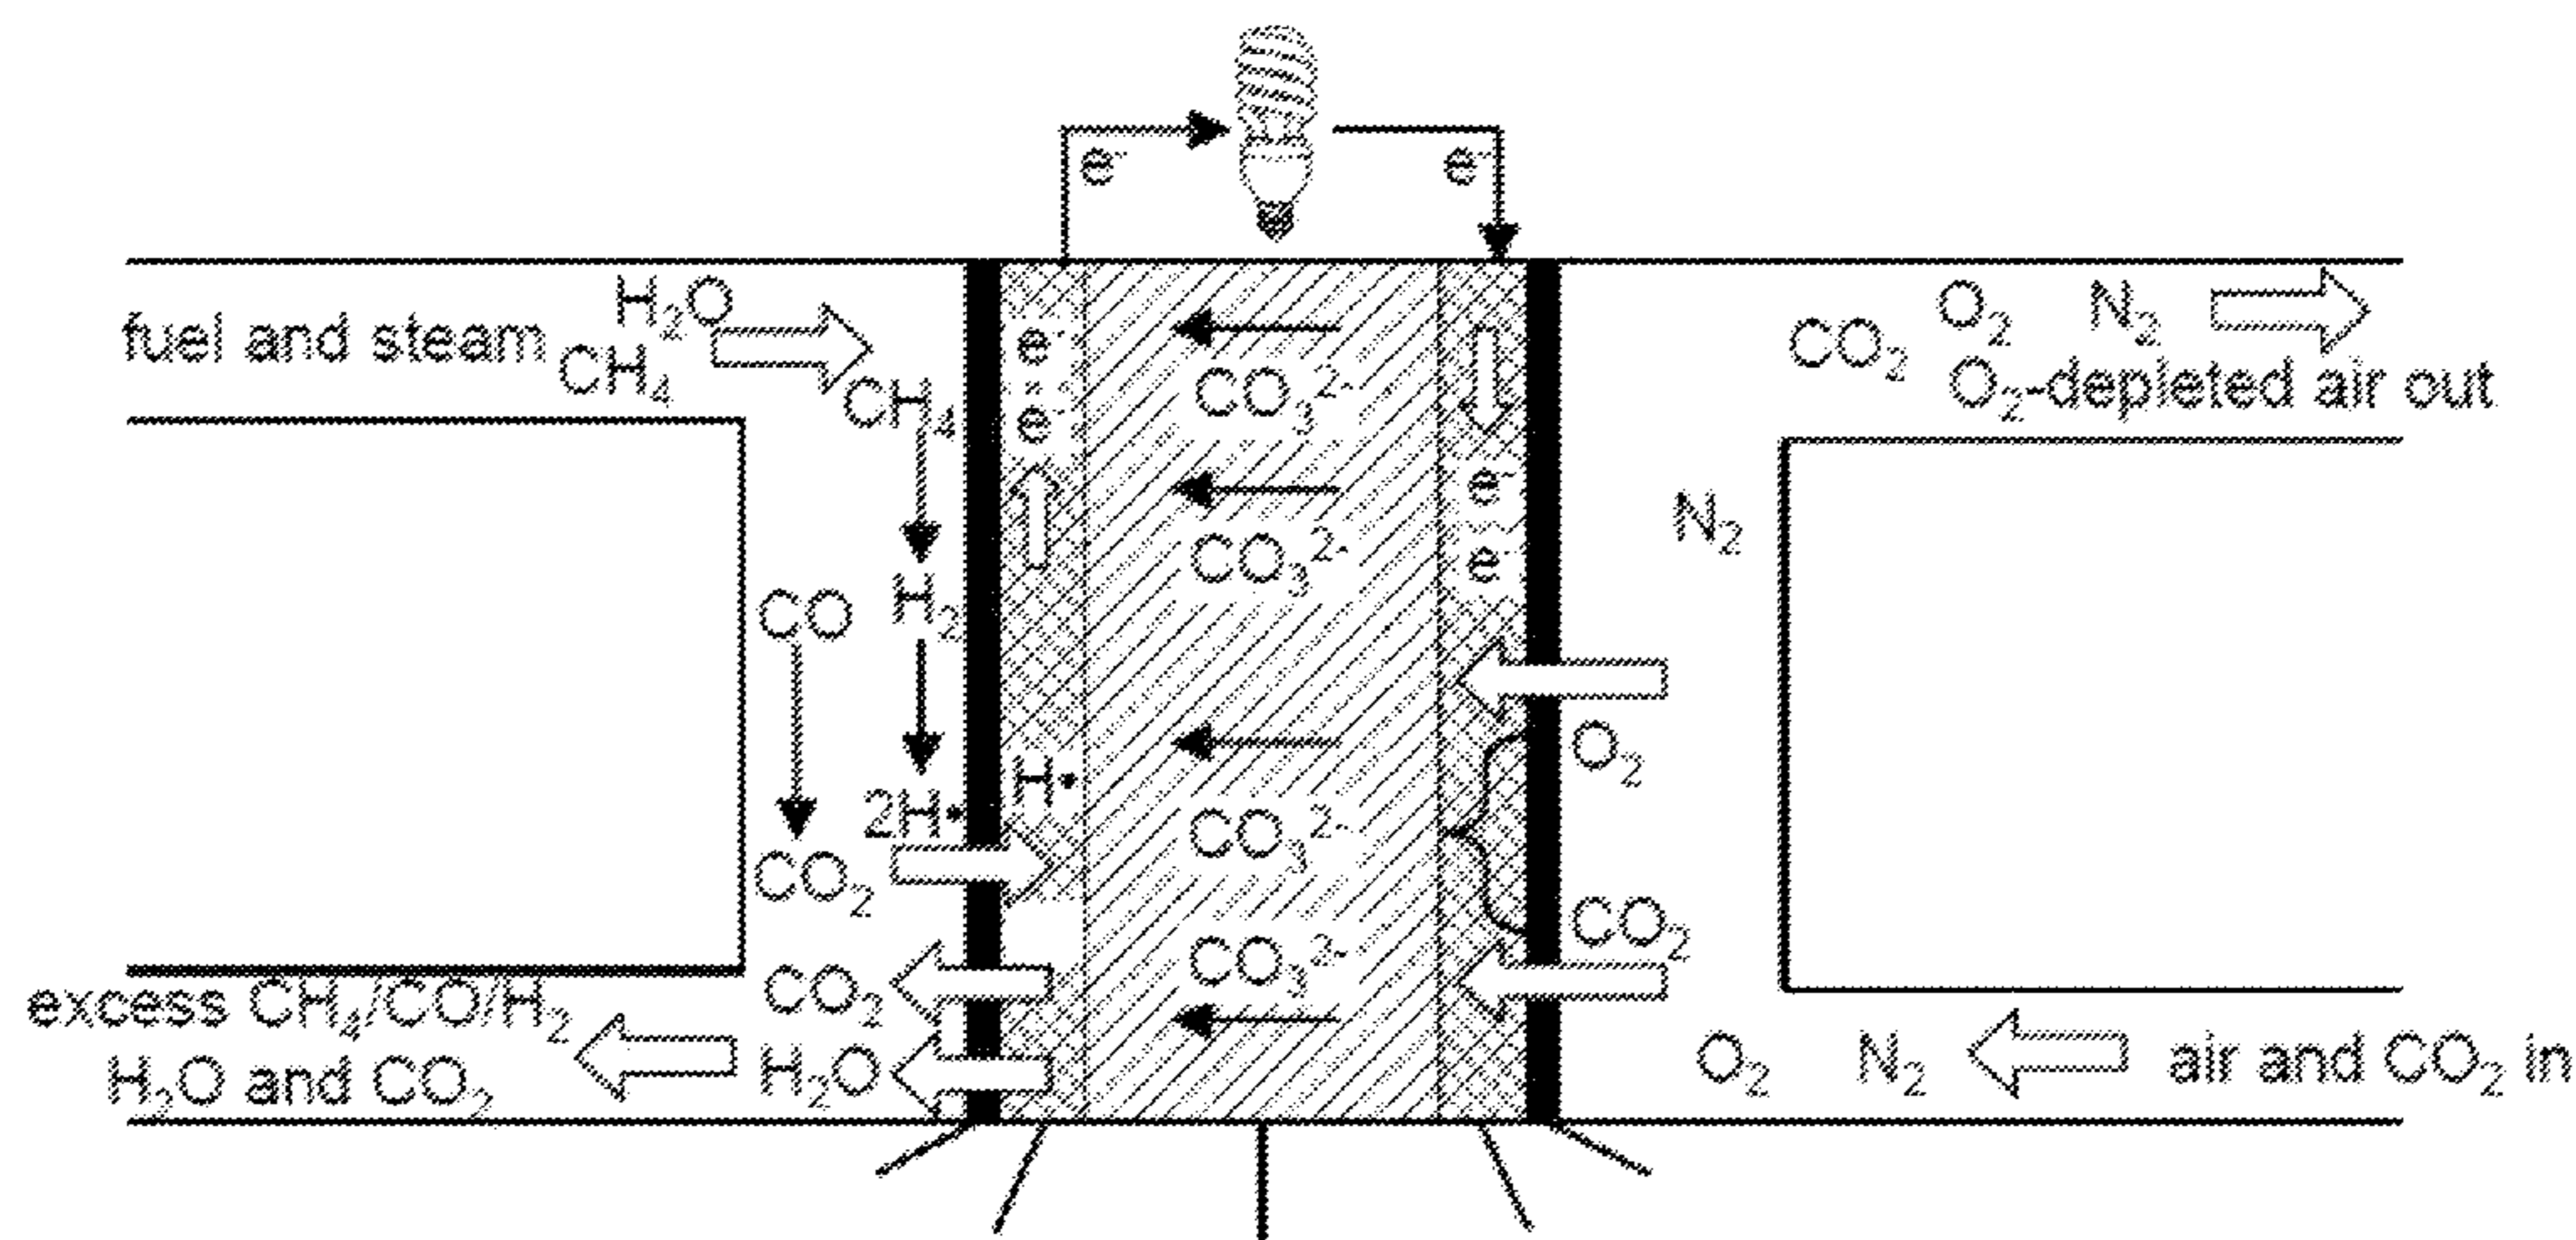 e⁻ e⁻
H₂O
fuel and steam
CH₄
CH₄
H₂
2H•
CO
CO₂
CO₂
H₂O
excess CH₄/CO/H₂
H₂O and CO₂
e⁻
e⁻
H•
CO₃²⁻
CO₃²⁻
CO₃²⁻
CO₃²⁻
e⁻
e⁻
CO₂ O₂ N₂
O₂-depleted air out
N₂
O₂
CO₂
O₂ N₂ air and CO₂ in